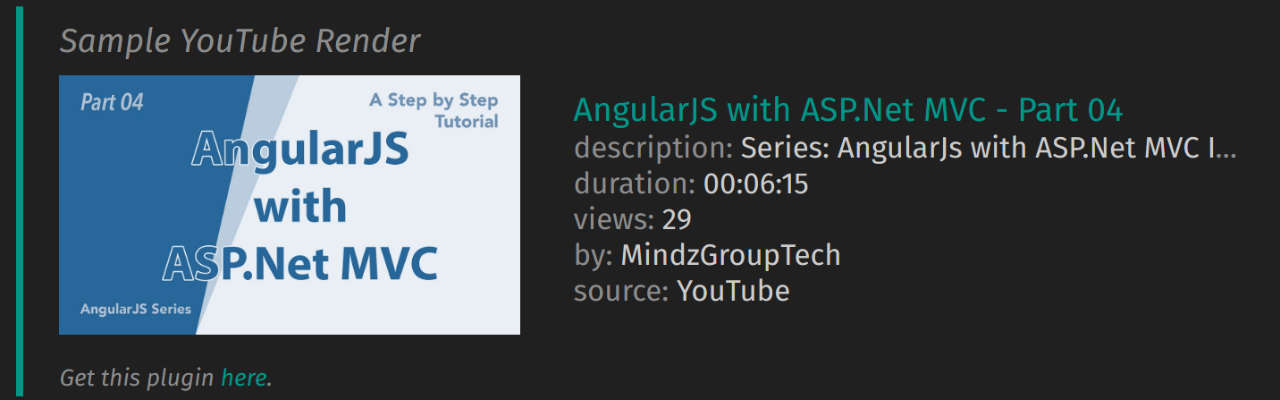 Sample YouTube Render
Part 04
A Step by Step
Tutorial
AngularJS
with
ASP.Net MVC
AngularJS Series
AngularJS with ASP.Net MVC - Part 04
description: Series: AngularJs with ASP.Net MVC I...
duration: 00:06:15
views: 29
by: MindzGroupTech
source: YouTube
Get this plugin here.